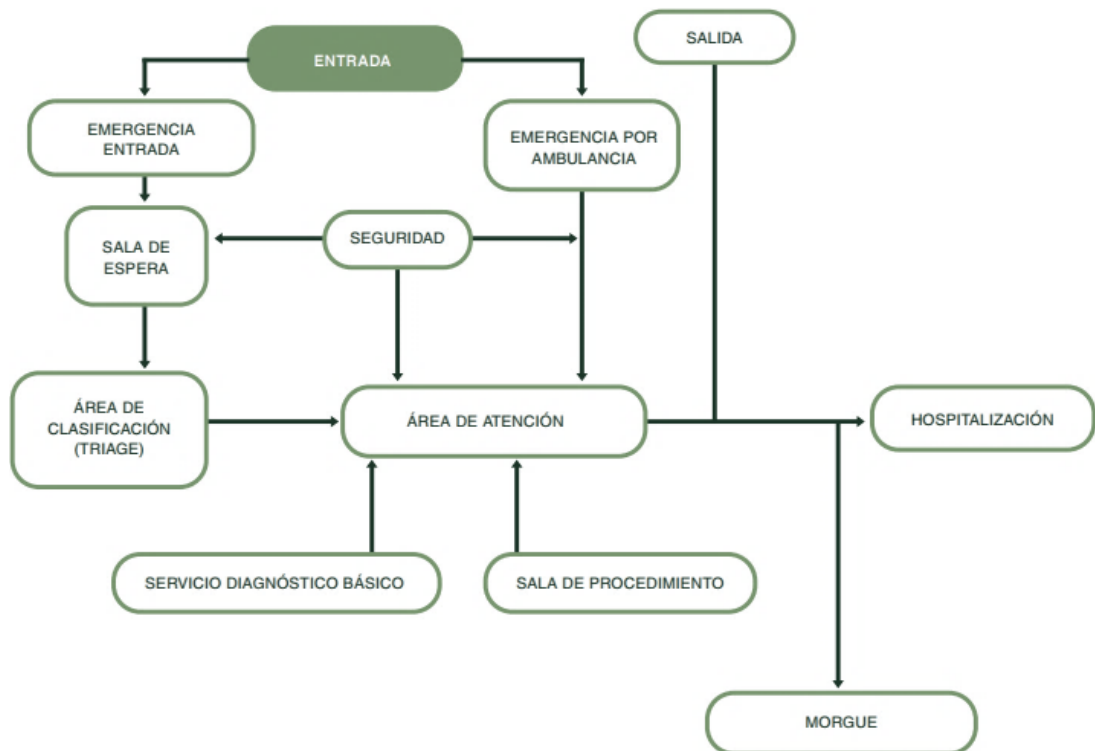 ENTRADA
SALIDA
EMERGENCIA
ENTRADA
EMERGENCIA POR
AMBULANCIA
SALA DE
ESPERA
SEGURIDAD
ÁREA DE
CLASIFICACIÓN
(TRIAGE)
ÁREA DE ATENCIÓN
HOSPITALIZACIÓN
SERVICIO DIAGNÓSTICO BÁSICO
SALA DE PROCEDIMIENTO
MORGUE